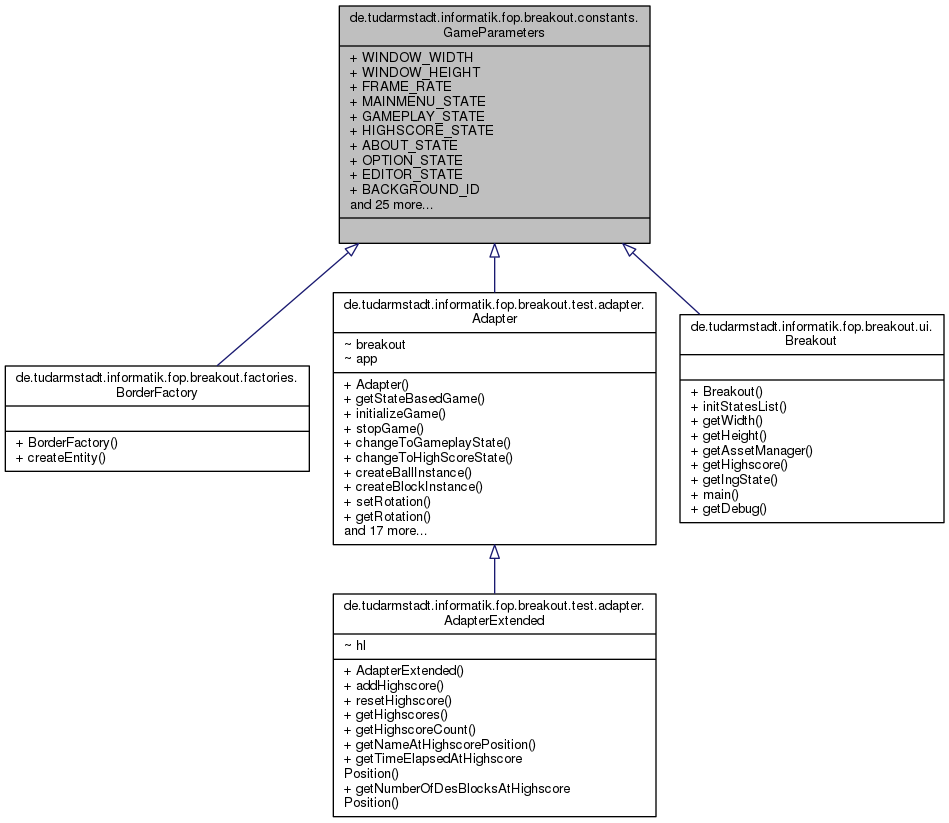 de.tudarmstadt.informatik.fop.breakout.constants.
GameParameters
+ WINDOW_WIDTH
+ WINDOW_HEIGHT
+ FRAME_RATE
+ MAINMENU_STATE
+ GAMEPLAY_STATE
+ HIGHSCORE_STATE
+ ABOUT_STATE
+ OPTION_STATE
+ EDITOR_STATE
+ BACKGROUND_ID
and 25 more...
de.tudarmstadt.informatik.fop.breakout.factories.
BorderFactory
+ BorderFactory()
+ createEntity()
de.tudarmstadt.informatik.fop.breakout.test.adapter.
Adapter
~ breakout
~ app
+ Adapter()
+ getStateBasedGame()
+ initializeGame()
+ stopGame()
+ changeToGameplayState()
+ changeToHighScoreState()
+ createBallInstance()
+ createBlockInstance()
+ setRotation()
+ getRotation()
and 17 more...
de.tudarmstadt.informatik.fop.breakout.ui.
Breakout
+ Breakout()
+ initStatesList()
+ getWidth()
+ getHeight()
+ getAssetManager()
+ getHighscore()
+ getIngState()
+ main()
+ getDebug()
de.tudarmstadt.informatik.fop.breakout.test.adapter.
AdapterExtended
~ hl
+ AdapterExtended()
+ addHighscore()
+ resetHighscore()
+ getHighscores()
+ getHighscoreCount()
+ getNameAtHighscorePosition()
+ getTimeElapsedAtHighscore
Position()
+ getNumberOfDesBlocksAtHighscore
Position()